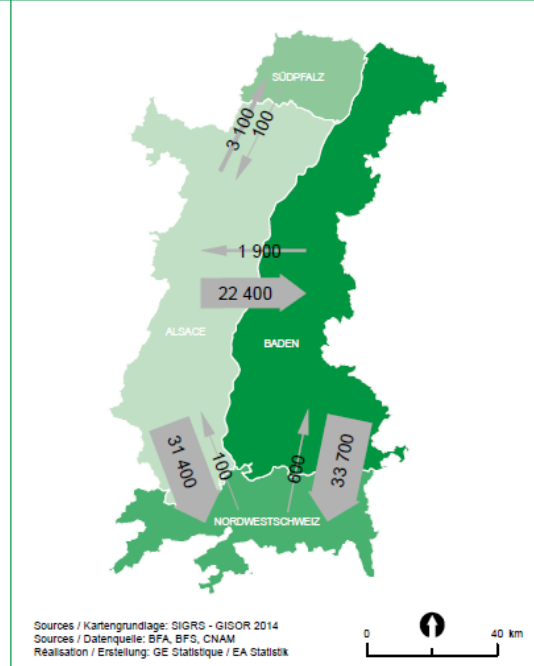 SÜDPFALZ
3 100
100
1 900
22 400
ALSACE
BADEN
31 400
100
600
33 700
NORDWESTSCHWEIZ
Sources / Kartengrundlage: SIGRS - GISOR 2014
Sources / Datenquelle: BFA, BFS, CNAM
Réalisation / Erstellung: GE Statistique / EA Statistik
0 40 km